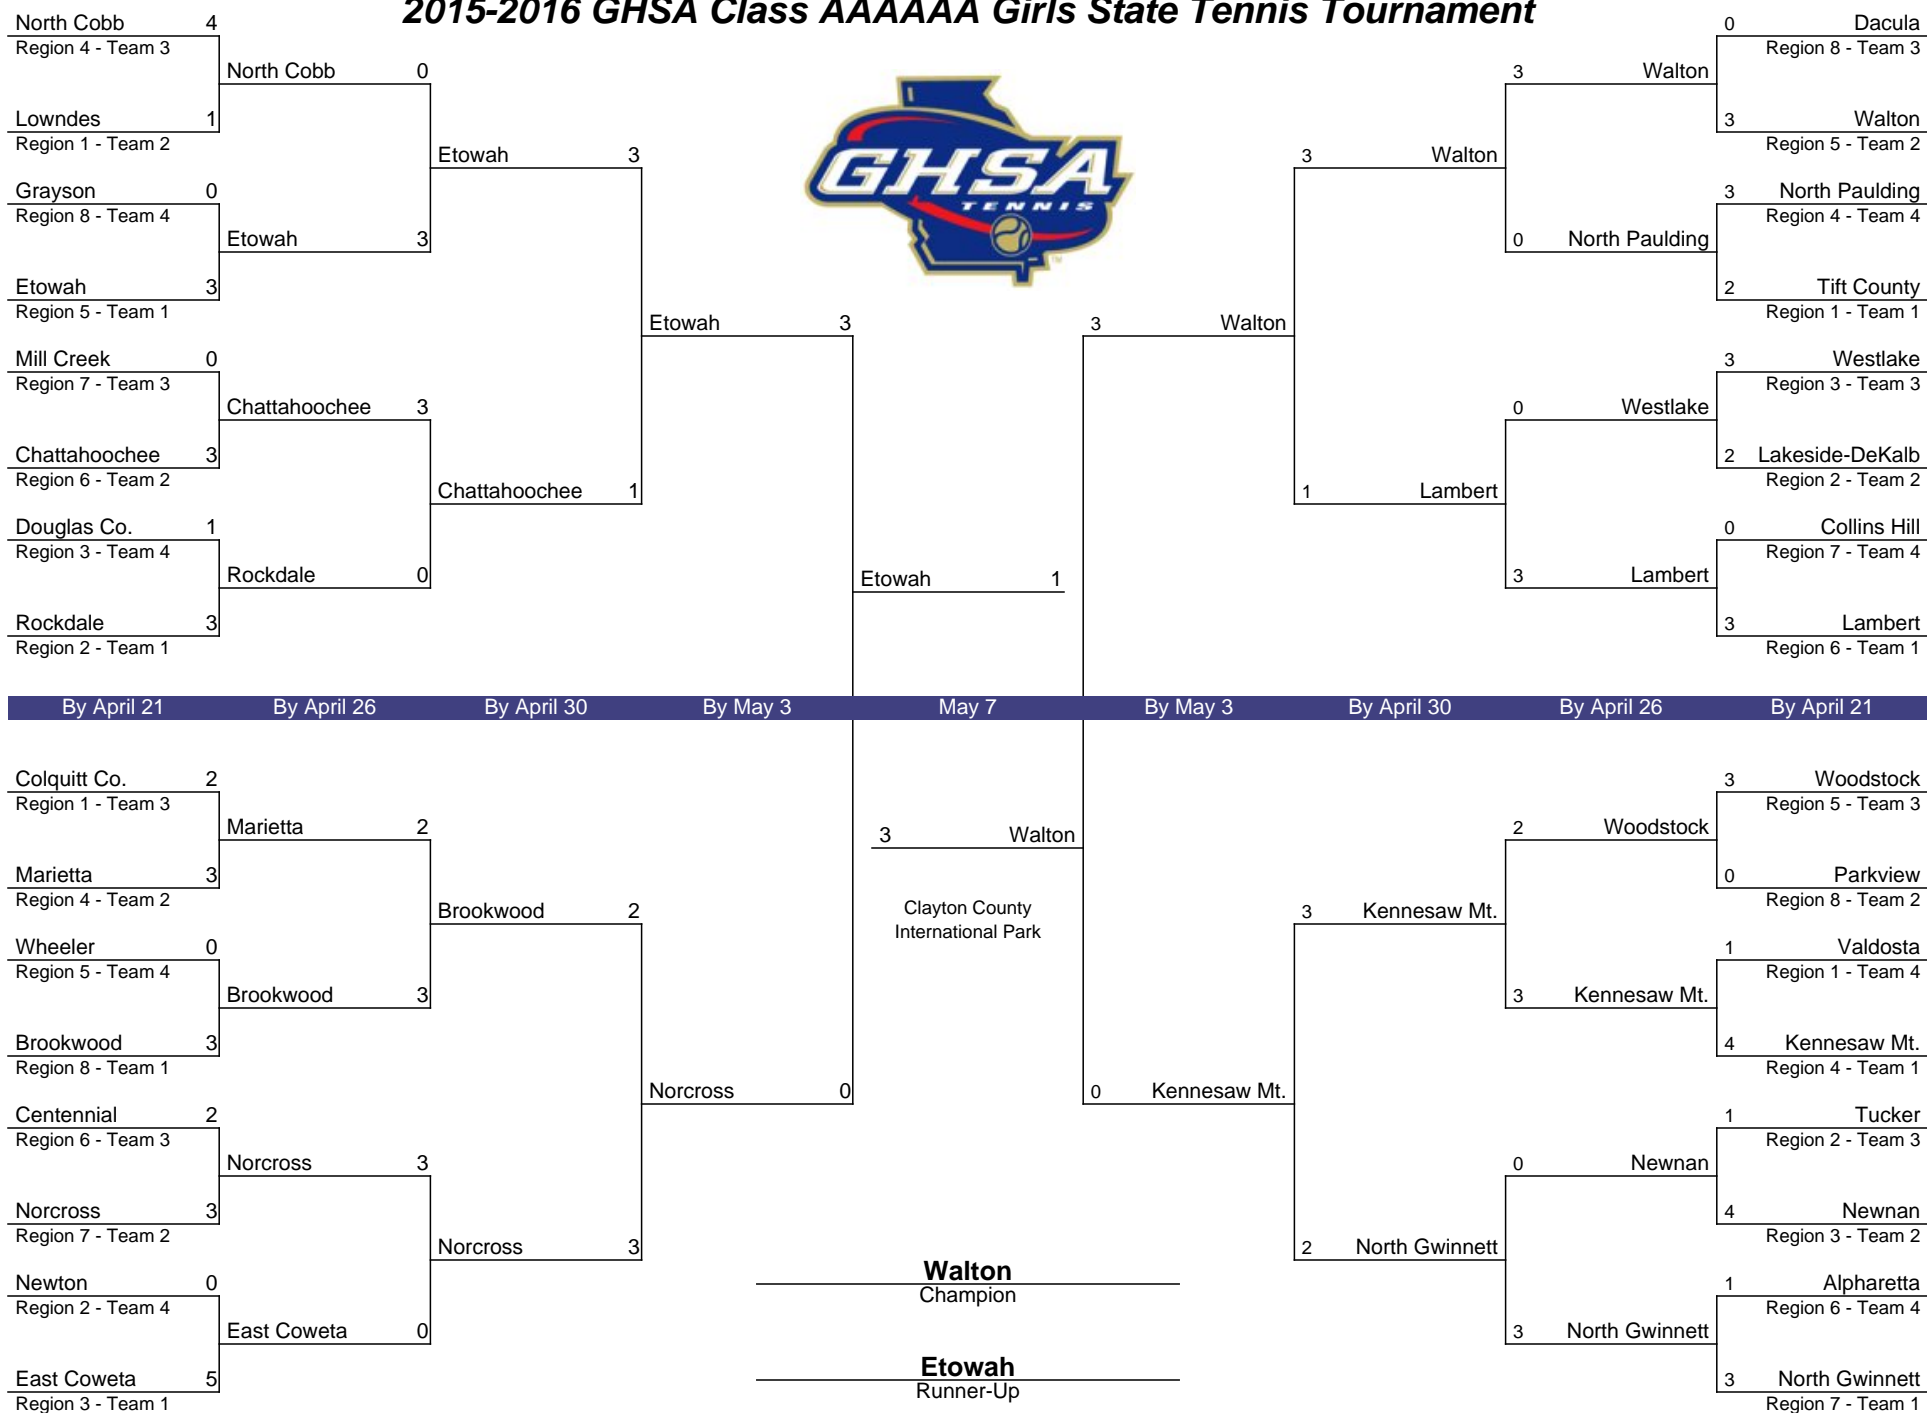 2015-2016 GHSA Class AAAAAA Girls State Tennis Tournament
North Cobb 4
Region 4 - Team 3
North Cobb 0
Lowndes 1
Region 1 - Team 2
Etowah 3
Grayson 0
Region 8 - Team 4
Etowah 3
Etowah 3
Region 5 - Team 1
Etowah 3
Mill Creek 0
Region 7 - Team 3
Chattahoochee 3
Chattahoochee 3
Region 6 - Team 2
Chattahoochee 1
Douglas Co. 1
Region 3 - Team 4
Rockdale 0
Rockdale 3
Region 2 - Team 1
Etowah 1
GHSA
TENNIS
TM
0 Dacula
Region 8 - Team 3
3 Walton
3 Walton
Region 5 - Team 2
3 Walton
3 North Paulding
Region 4 - Team 4
0 North Paulding
2 Tift County
Region 1 - Team 1
3 Walton
3 Westlake
Region 3 - Team 3
0 Westlake
2 Lakeside-DeKalb
Region 2 - Team 2
1 Lambert
0 Collins Hill
Region 7 - Team 4
3 Lambert
3 Lambert
Region 6 - Team 1
By April 21 By April 26 By April 30 By May 3 May 7 By May 3 By April 30 By April 26 By April 21
Colquitt Co. 2
Region 1 - Team 3
Marietta 2
Marietta 3
Region 4 - Team 2
Brookwood 2
Wheeler 0
Region 5 - Team 4
Brookwood 3
Brookwood 3
Region 8 - Team 1
Norcross 0
Centennial 2
Region 6 - Team 3
Norcross 3
Norcross 3
Region 7 - Team 2
Norcross 3
Newton 0
Region 2 - Team 4
East Coweta 0
East Coweta 5
Region 3 - Team 1
3 Walton
Clayton County
International Park
Walton
Champion
Etowah
Runner-Up
3 Woodstock
Region 5 - Team 3
2 Woodstock
0 Parkview
Region 8 - Team 2
3 Kennesaw Mt.
1 Valdosta
Region 1 - Team 4
3 Kennesaw Mt.
4 Kennesaw Mt.
Region 4 - Team 1
0 Kennesaw Mt.
1 Tucker
Region 2 - Team 3
0 Newnan
4 Newnan
Region 3 - Team 2
2 North Gwinnett
1 Alpharetta
Region 6 - Team 4
3 North Gwinnett
3 North Gwinnett
Region 7 - Team 1